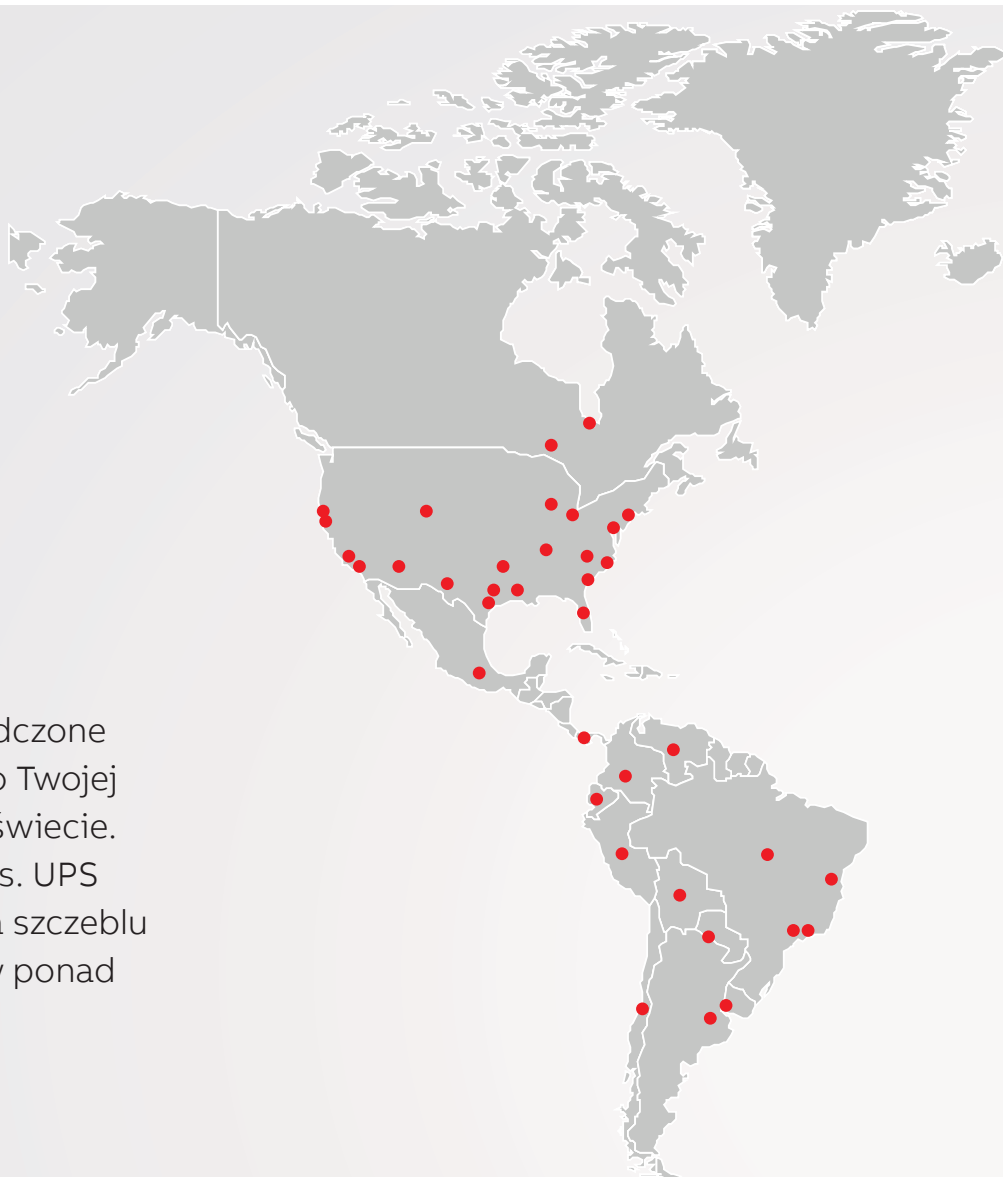 dczone
o Twojej
świecie.
s. UPS
a szczeblu
ponad